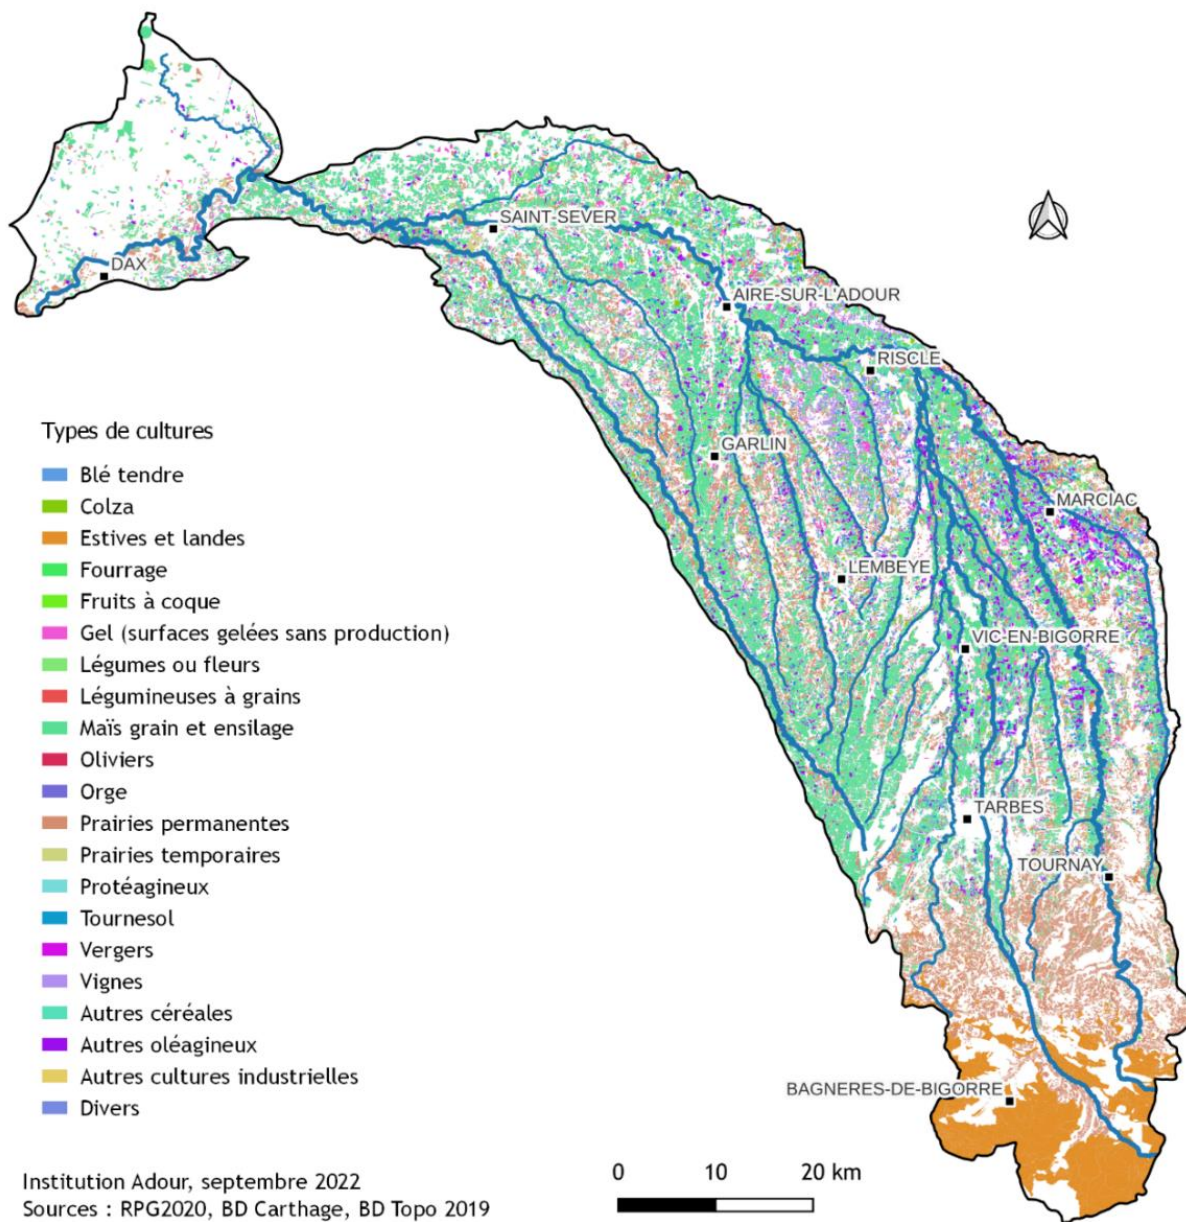 SAINT-SEVER
DAX
AIRE-SUR-L'ADOUR
RISCLE
GARLIN
MARCIAC
LEMBEYE
VIC-EN-BIGORRE
TARBES
TOURNAY
BAGNERES-DE-BIGORRE
Types de cultures
Blé tendre
Colza
Estives et landes
Fourrage
Fruits à coque
Gel (surfaces gelées sans production)
Légumes ou fleurs
Légumineuses à grains
Maïs grain et ensilage
Oliviers
Orge
Prairies permanentes
Prairies temporaires
Protéagineux
Tournesol
Vergers
Vignes
Autres céréales
Autres oléagineux
Autres cultures industrielles
Divers
0 10 20 km
Institution Adour, septembre 2022
Sources : RPG2020, BD Carthage, BD Topo 2019